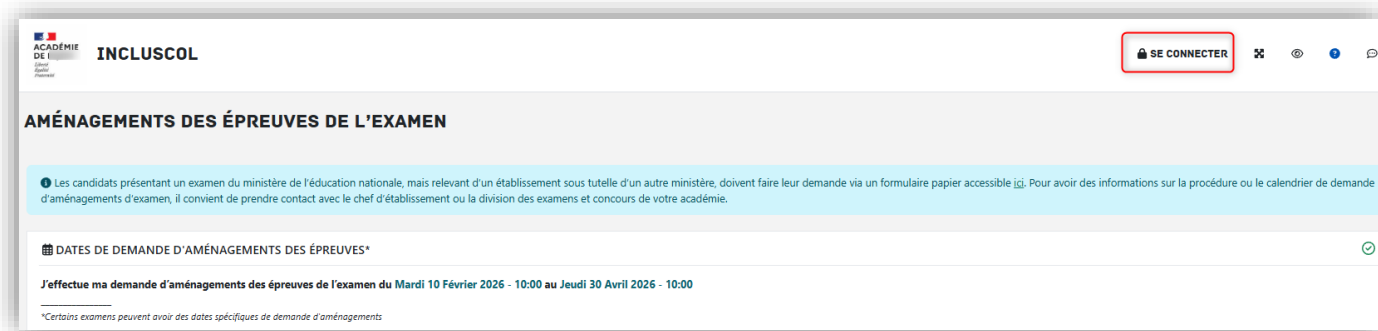 ACADÉMIE
DE
Liberté
Égalité
Fraternité
INCLUSCOL
SE CONNECTER
AMÉNAGEMENTS DES ÉPREUVES DE L'EXAMEN
Les candidats présentant un examen du ministère de l'éducation nationale, mais relevant d'un établissement sous tutelle d'un autre ministère, doivent faire leur demande via un formulaire papier accessible ici. Pour avoir des informations sur la procédure ou le calendrier de demande
d'aménagements d'examen, il convient de prendre contact avec le chef d'établissement ou la division des examens et concours de votre académie.
DATES DE DEMANDE D'AMÉNAGEMENTS DES ÉPREUVES*
J'effectue ma demande d'aménagements des épreuves de l'examen du Mardi 10 Février 2026 - 10:00 au Jeudi 30 Avril 2026 - 10:00
*Certains examens peuvent avoir des dates spécifiques de demande d'aménagements